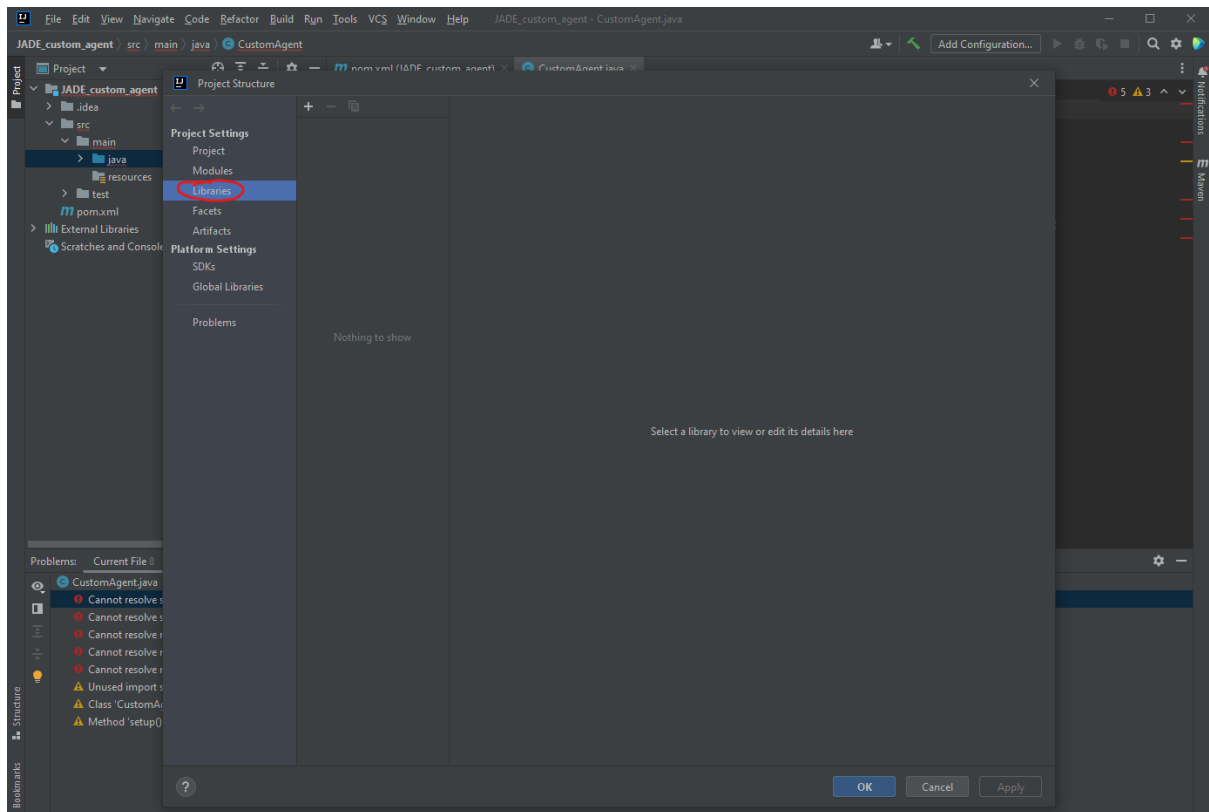 File Edit View Navigate Code Refactor Build Run Tools VCS Window Help JADE_custom_agent - CustomAgent.java
JADE_custom_agent src main java CustomAgent Add Configuration...
Project
Project
pom.xml (JADE_custom_agent)
CustomAgent.java
JADE_custom_agent
.idea
src
main
java
resources
test
pom.xml
External Libraries
Scratches and Console
5 3
Notifications
Maven
Project Structure
Project Settings
Project
Modules
Libraries
Facets
Artifacts
Platform Settings
SDKs
Global Libraries
Problems
Nothing to show
Select a library to view or edit its details here
OK Cancel Apply
?
Problems: Current File 8
CustomAgent.java
Cannot resolve s
Cannot resolve s
Cannot resolve r
Cannot resolve r
Cannot resolve r
Unused import s
Class 'CustomA
Method 'setup()
Structure
Bookmarks